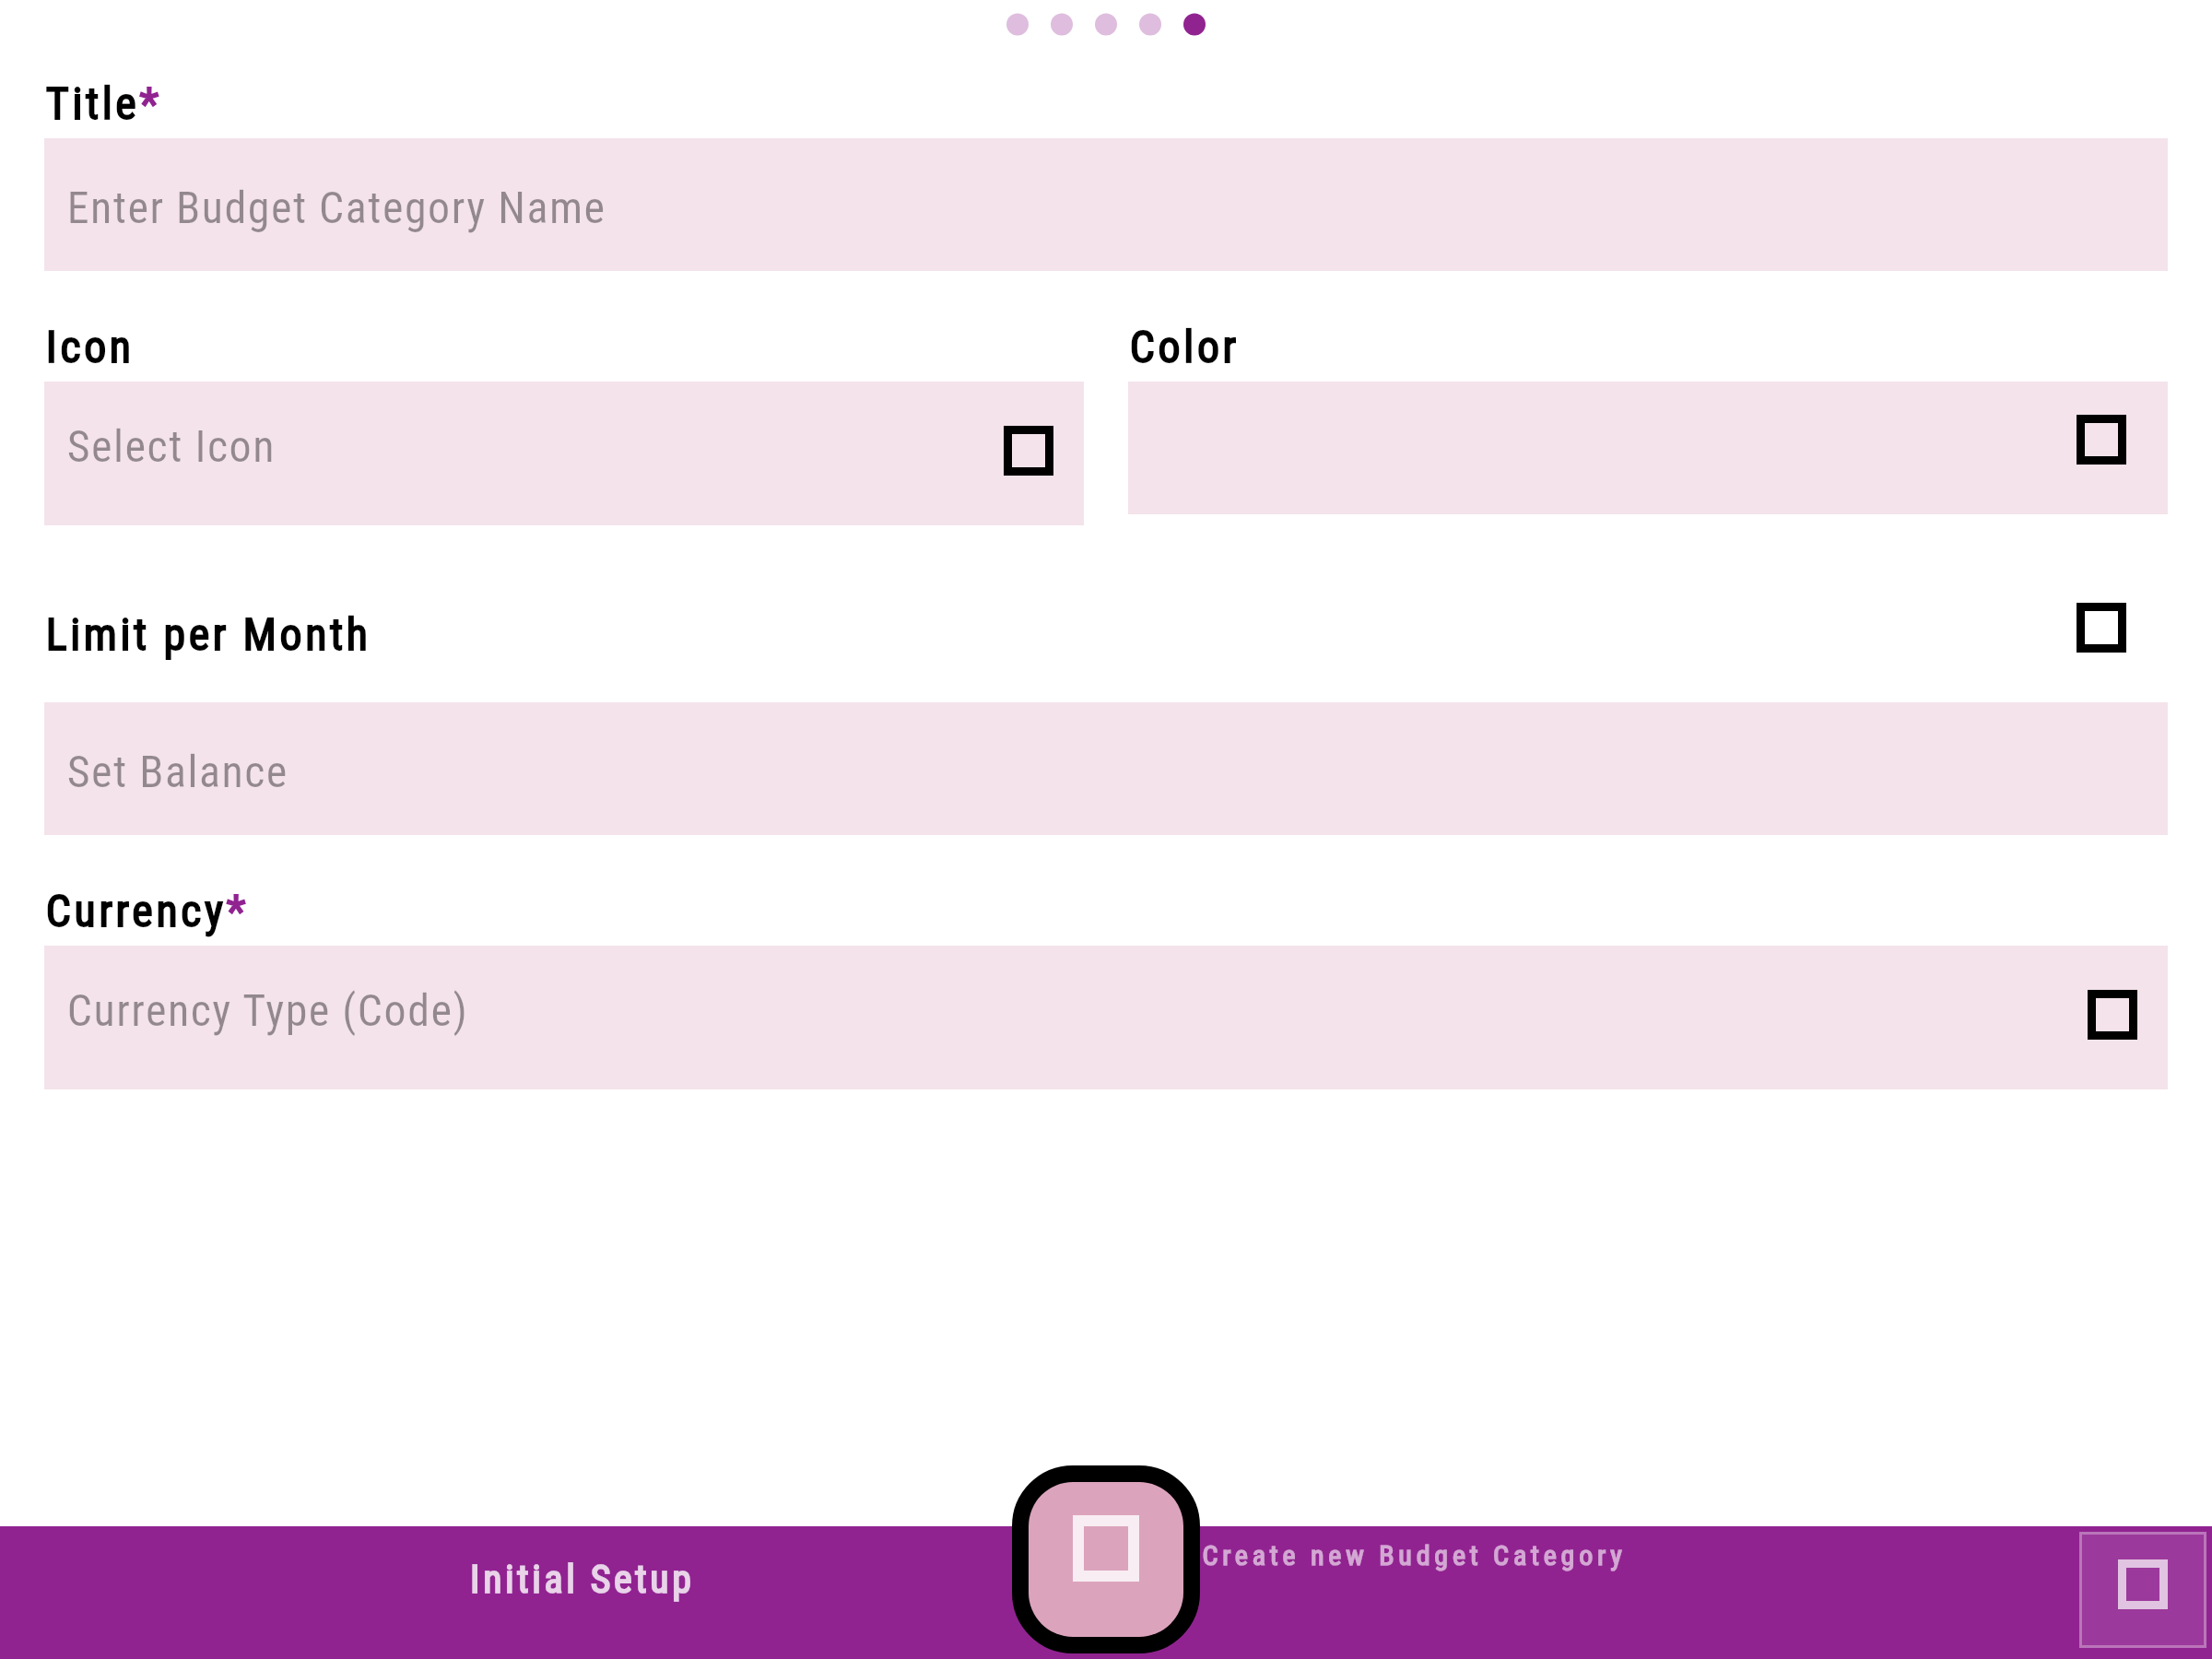 Title*
Enter Budget Category Name
Icon
Color
Select Icon
Limit per Month
Set Balance
Currency*
Currency Type (Code)
Initial Setup
Create new Budget Category